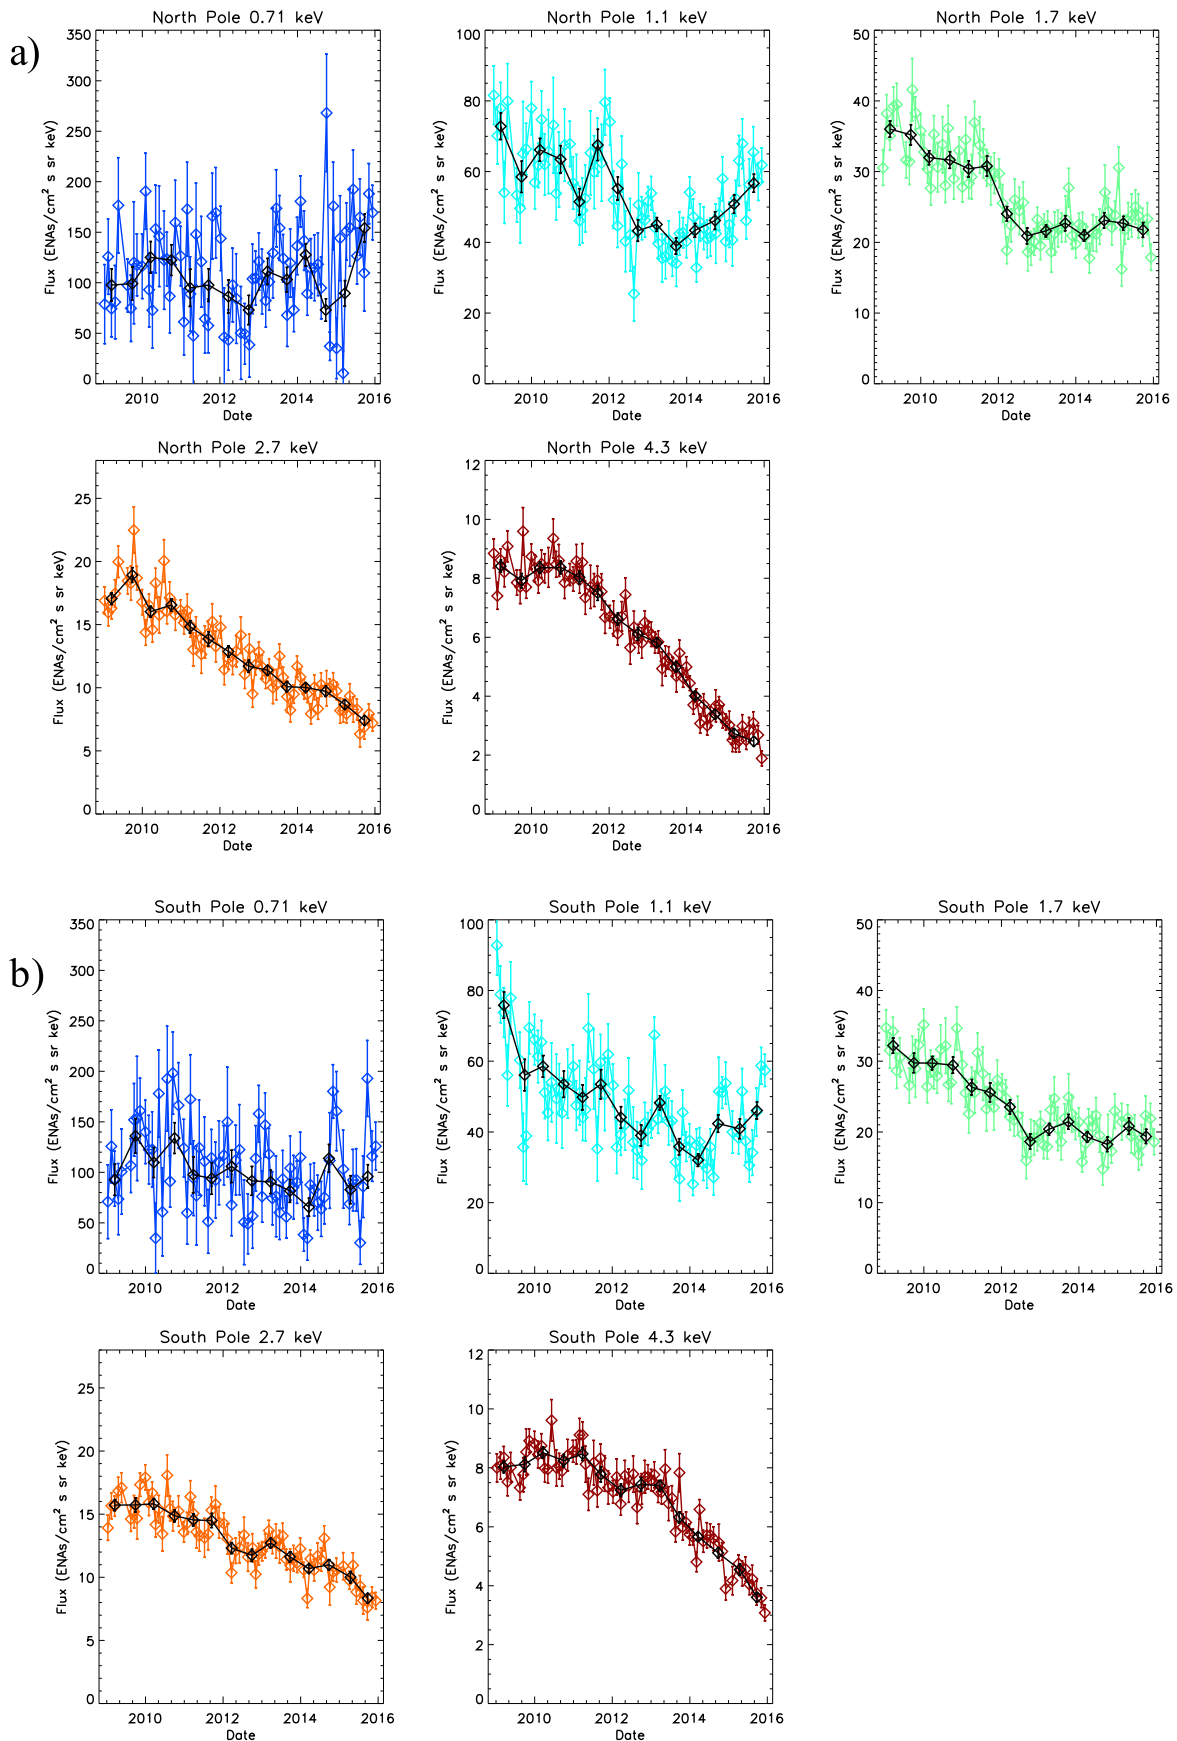 a)
North Pole 0.71 keV
Flux (ENAs/cm² s sr keV)
350
300
250
200
150
100
50
0
2010 2012 2014 2016
Date
North Pole 1.1 keV
Flux (ENAs/cm² s sr keV)
100
80
60
40
20
0
2010 2012 2014 2016
Date
North Pole 1.7 keV
Flux (ENAs/cm² s sr keV)
50
40
30
20
10
0
2010 2012 2014 2016
Date
North Pole 2.7 keV
Flux (ENAs/cm² s sr keV)
25
20
15
10
5
0
2010 2012 2014 2016
Date
North Pole 4.3 keV
Flux (ENAs/cm² s sr keV)
12
10
8
6
4
2
0
2010 2012 2014 2016
Date
b)
South Pole 0.71 keV
Flux (ENAs/cm² s sr keV)
350
300
250
200
150
100
50
0
2010 2012 2014 2016
Date
South Pole 1.1 keV
Flux (ENAs/cm² s sr keV)
100
80
60
40
20
0
2010 2012 2014 2016
Date
South Pole 1.7 keV
Flux (ENAs/cm² s sr keV)
50
40
30
20
10
0
2010 2012 2014 2016
Date
South Pole 2.7 keV
Flux (ENAs/cm² s sr keV)
25
20
15
10
5
0
2010 2012 2014 2016
Date
South Pole 4.3 keV
Flux (ENAs/cm² s sr keV)
12
10
8
6
4
2
0
2010 2012 2014 2016
Date